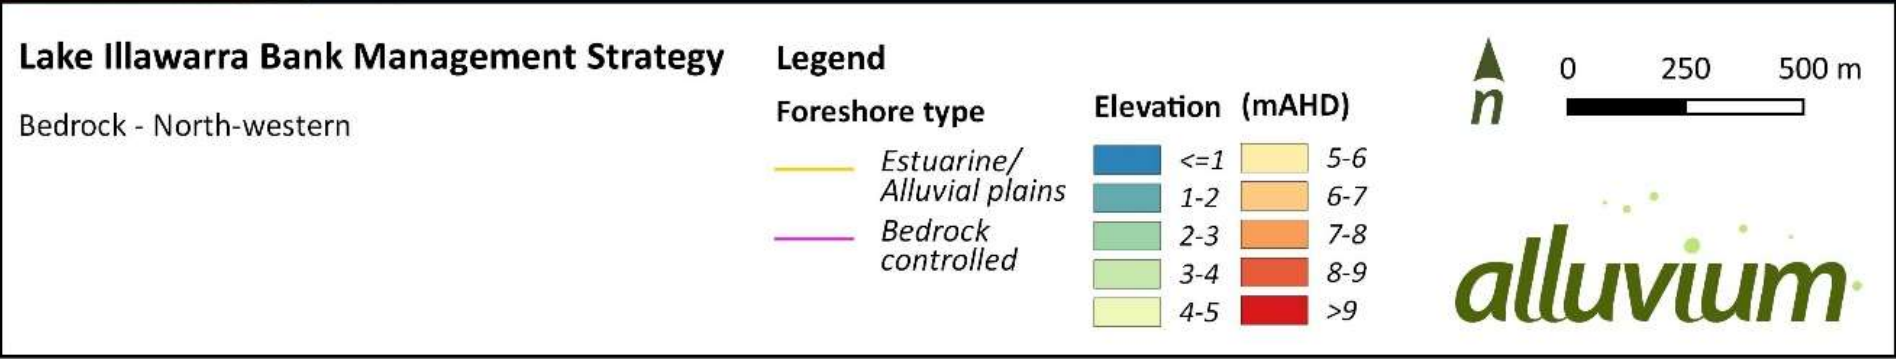 Lake Illawarra Bank Management Strategy
Bedrock - North-western
Legend
Foreshore type
Estuarine/
Alluvial plains
Bedrock
controlled
Elevation (mAHD)
<=1
1-2
2-3
3-4
4-5
5-6
6-7
7-8
8-9
>9
n
0 250 500 m
alluvium